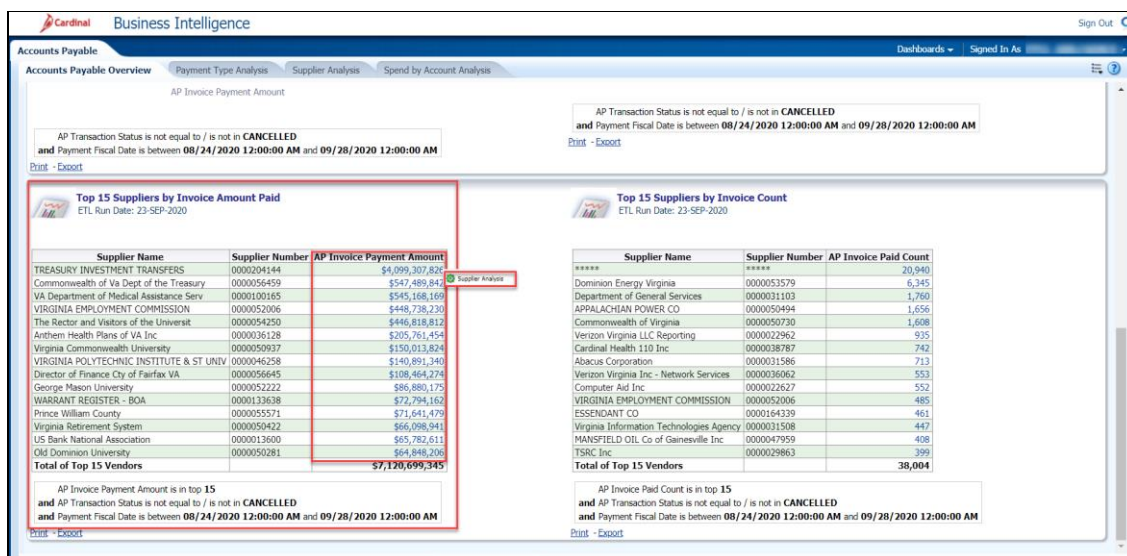 Cardinal Business Intelligence Sign Out
Accounts Payable Dashboards Signed In As
Accounts Payable Overview Payment Type Analysis Supplier Analysis Spend by Account Analysis
AP Invoice Payment Amount
AP Transaction Status is not equal to / is not in CANCELLED
and Payment Fiscal Date is between 08/24/2020 12:00:00 AM and 09/28/2020 12:00:00 AM
Print - Export
AP Transaction Status is not equal to / is not in CANCELLED
and Payment Fiscal Date is between 08/24/2020 12:00:00 AM and 09/28/2020 12:00:00 AM
Print - Export
Top 15 Suppliers by Invoice Amount Paid
ETL Run Date: 23-SEP-2020
Supplier Name Supplier Number AP Invoice Payment Amount
TREASURY INVESTMENT TRANSFERS 0000204144 $4,099,307,826
Supplier Analysis
Commonwealth of Va Dept of the Treasury 0000056459 $547,489,842
VA Department of Medical Assistance Serv 0000100165 $545,168,169
VIRGINIA EMPLOYMENT COMMISSION 0000052006 $448,738,230
The Rector and Visitors of the Universit 0000054250 $446,818,812
Anthem Health Plans of VA Inc 0000036128 $205,761,454
Virginia Commonwealth University 0000050937 $150,013,824
VIRGINIA POLYTECHNIC INSTITUTE & ST UNIV 0000046258 $140,891,340
Director of Finance Cty of Fairfax VA 0000056645 $108,464,274
George Mason University 0000052222 $86,880,175
WARRANT REGISTER - BOA 0000133638 $72,794,162
Prince William County 0000055571 $71,641,479
Virginia Retirement System 0000050422 $66,098,941
US Bank National Association 0000013600 $65,782,611
Old Dominion University 0000050281 $64,848,206
Total of Top 15 Vendors $7,120,699,345
AP Invoice Payment Amount is in top 15
and AP Transaction Status is not equal to / is not in CANCELLED
and Payment Fiscal Date is between 08/24/2020 12:00:00 AM and 09/28/2020 12:00:00 AM
Print - Export
Top 15 Suppliers by Invoice Count
ETL Run Date: 23-SEP-2020
Supplier Name Supplier Number AP Invoice Paid Count
***** ***** 20,940
Dominion Energy Virginia 0000053579 6,345
Department of General Services 0000031103 1,760
APPALACHIAN POWER CO 0000050494 1,656
Commonwealth of Virginia 0000050730 1,608
Verizon Virginia LLC Reporting 0000022962 935
Cardinal Health 110 Inc 0000038787 742
Abacus Corporation 0000031586 713
Verizon Virginia Inc - Network Services 0000036062 553
Computer Aid Inc 0000022627 552
VIRGINIA EMPLOYMENT COMMISSION 0000052006 485
ESSENDANT CO 0000164339 461
Virginia Information Technologies Agency 0000031508 447
MANSFIELD OIL Co of Gainesville Inc 0000047959 408
TSRC Inc 0000029863 399
Total of Top 15 Vendors 38,004
AP Invoice Paid Count is in top 15
and AP Transaction Status is not equal to / is not in CANCELLED
and Payment Fiscal Date is between 08/24/2020 12:00:00 AM and 09/28/2020 12:00:00 AM
Print - Export